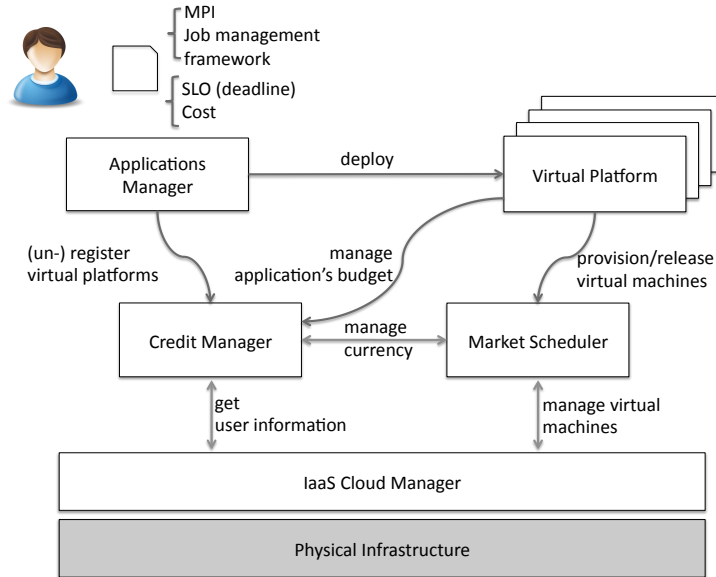 MPI
Job management
framework
SLO (deadline)
Cost
Applications
Manager
deploy
Virtual Platform
(un-) register
virtual platforms
manage
application's budget
provision/release
virtual machines
Credit Manager
manage
currency
Market Scheduler
get
user information
manage virtual
machines
IaaS Cloud Manager
Physical Infrastructure